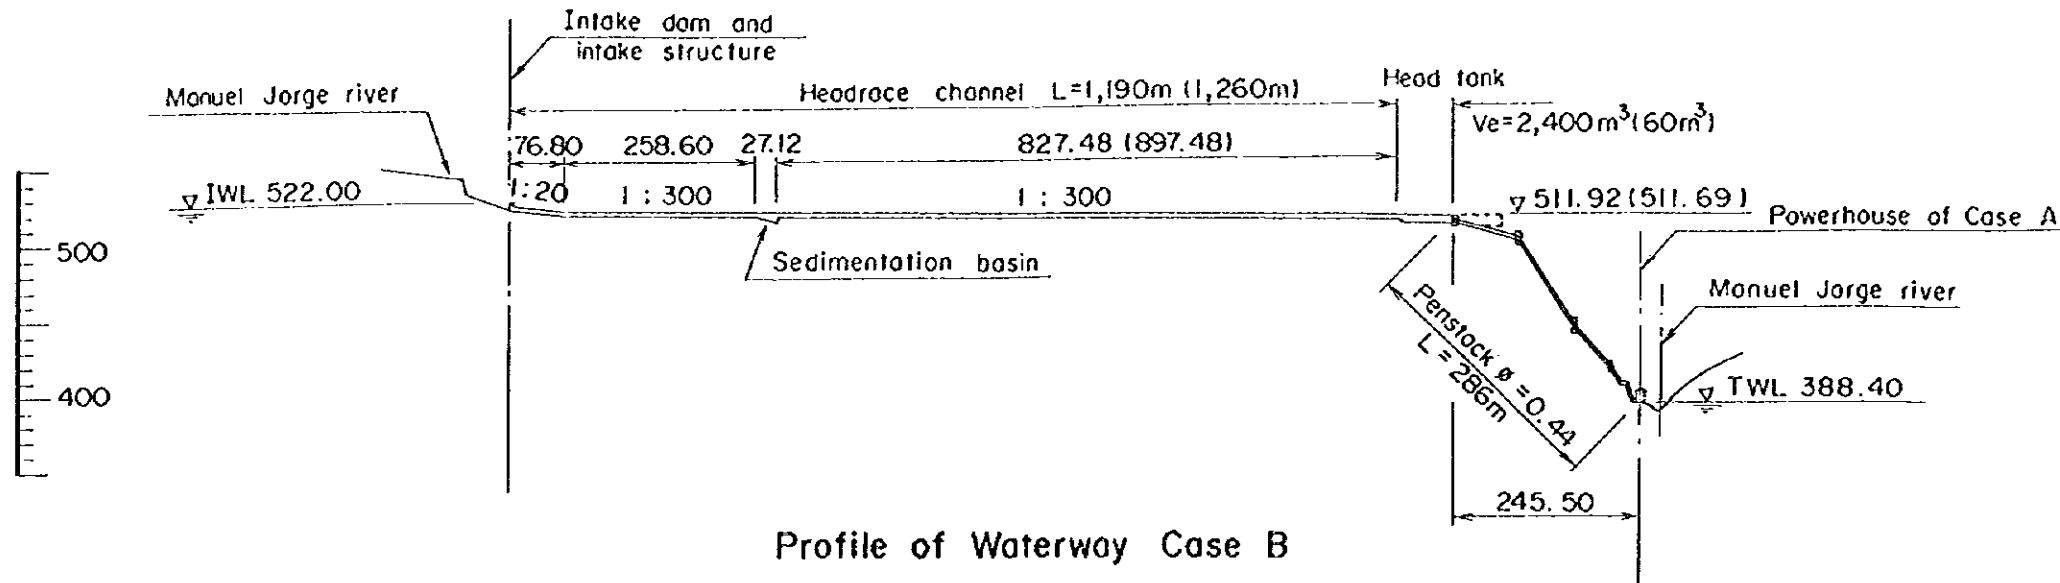 Intake dam and
intake structure
Manuel Jorge river
Headrace channel L=1,190m (1,260m)
Head tank
Ve=2,400m³(60m³)
76.80
258.60
27.12
827.48 (897.48)
IWL 522.00
1:20
1 : 300
1 : 300
511.92 (511.69)
Powerhouse of Case A
500
Sedimentation basin
Manuel Jorge river
Penstock ø = 0.44
L = 286m
400
TWL 388.40
245.50
Profile of Waterway Case B